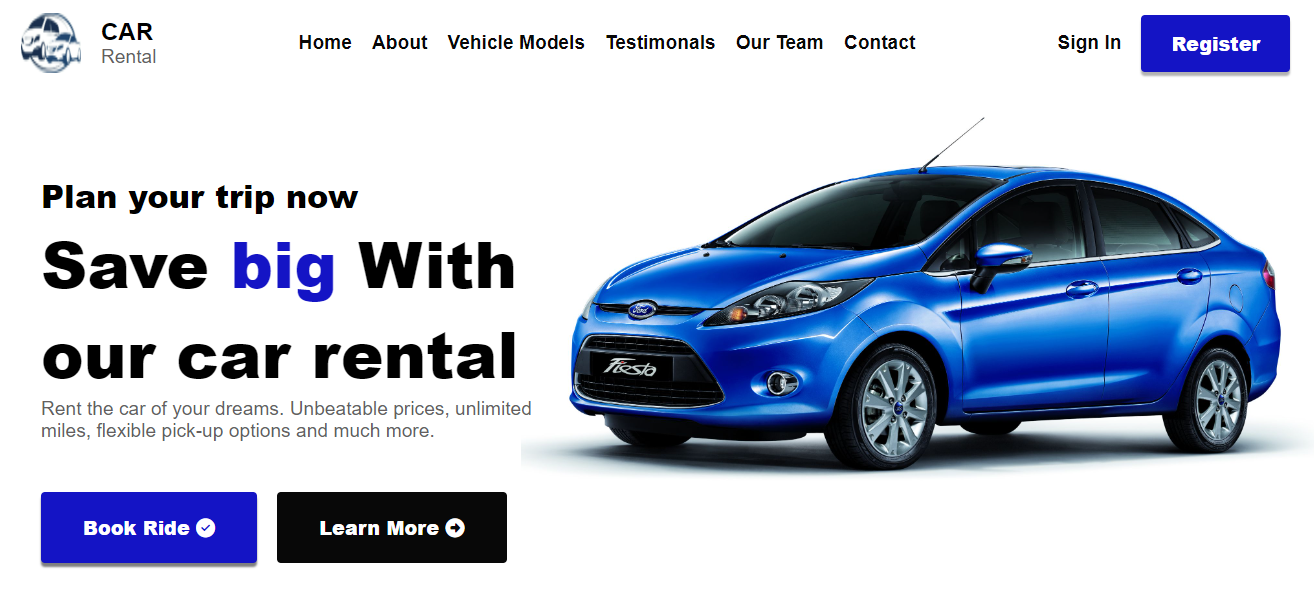 CAR
Rental
Home About Vehicle Models Testimonals Our Team Contact Sign In Register
Plan your trip now
Save big With
our car rental
Rent the car of your dreams. Unbeatable prices, unlimited
miles, flexible pick-up options and much more.
Book Ride Learn More
Ford
Fiesta